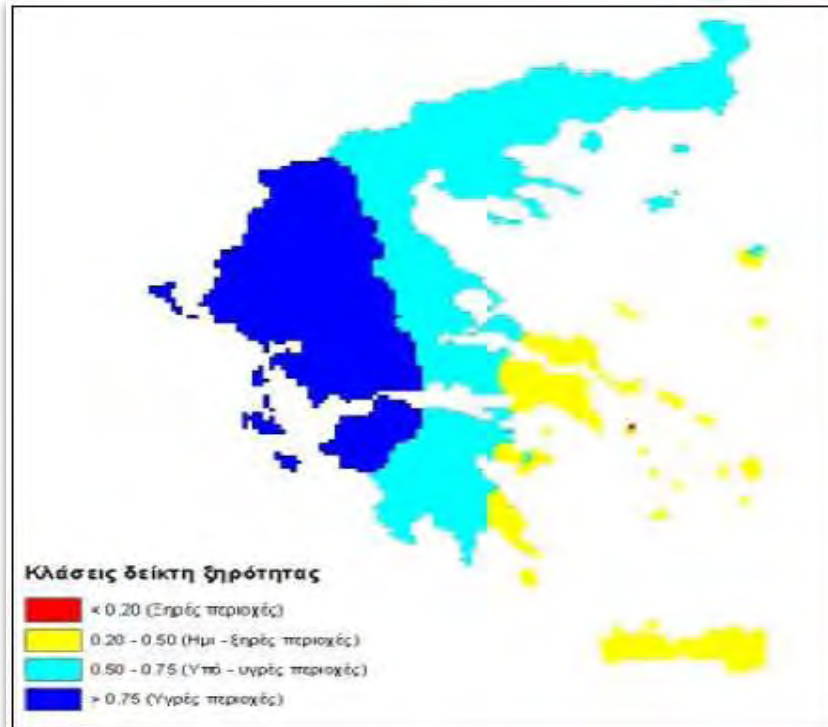 Κλάσεις δείκτη ξηρότητας
< 0.20 (Ξηρές περιοχές)
0.20 - 0.50 (Ημι - ξηρές περιοχές)
0.50 - 0.75 (Υπό - υγρές περιοχές)
> 0.75 (Υγρές περιοχές)